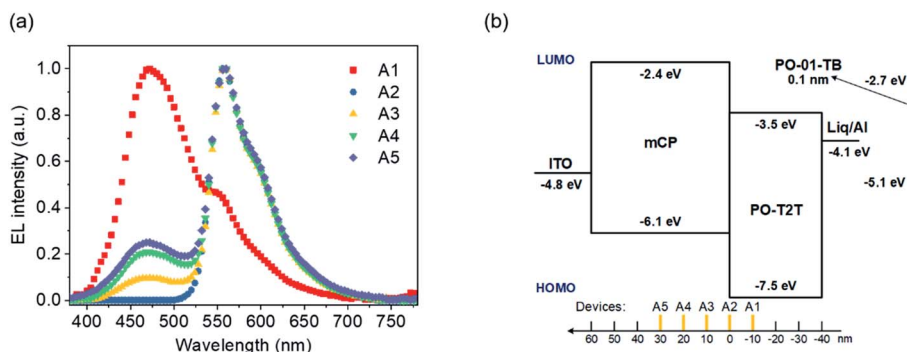 (a)
EL intensity (a.u.)
1.0
0.8
0.6
0.4
0.2
0.0
400 450 500 550 600 650 700 750
Wavelength (nm)
A1
A2
A3
A4
A5
(b)
LUMO
-2.4 eV
PO-01-TB
0.1 nm
-2.7 eV
-3.5 eV
Liq/Al
-4.1 eV
mCP
ITO
-4.8 eV
-5.1 eV
PO-T2T
-6.1 eV
-7.5 eV
HOMO
Devices: A5 A4 A3 A2 A1
60 50 40 30 20 10 0 -10 -20 -30 -40 nm